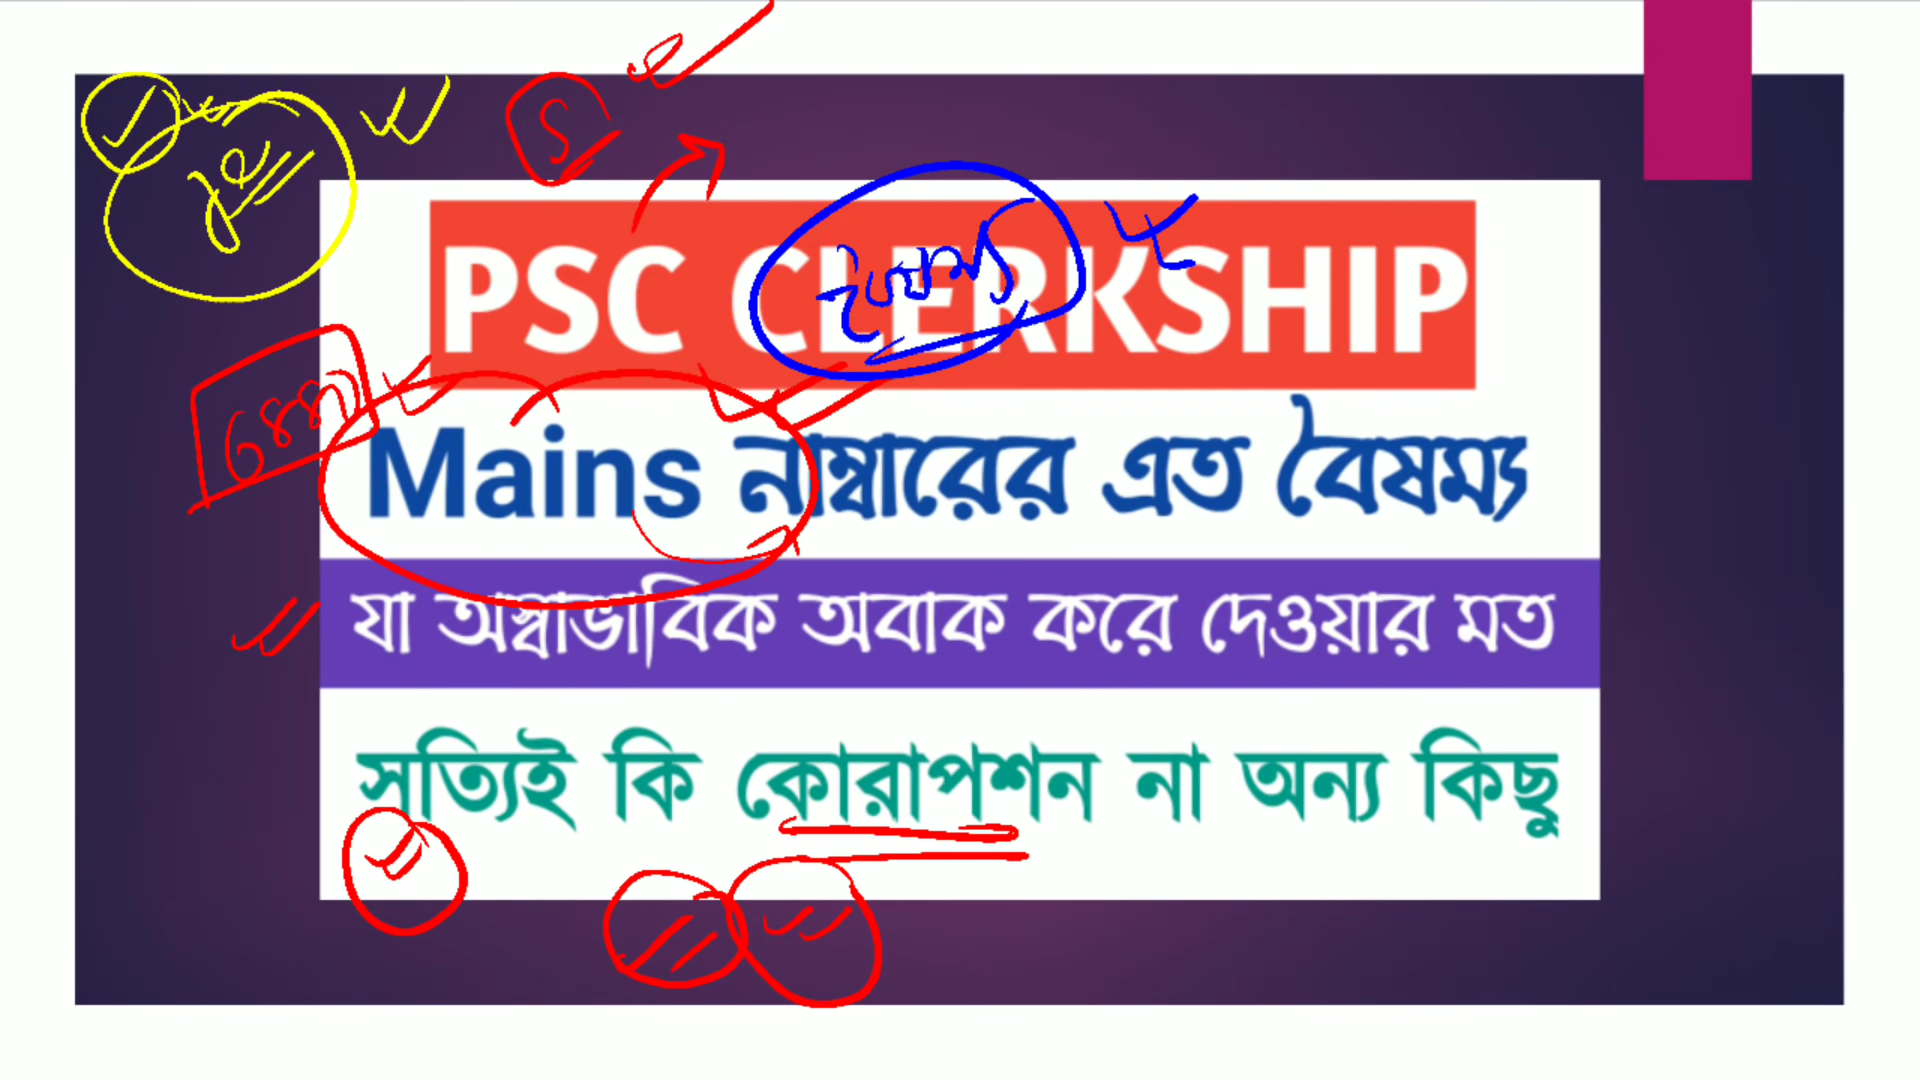 PSC CLERKSHIP
Mains নাম্বারের এত বৈষম্য
যা অস্বাভাবিক অবাক করে দেওয়ার মত
সত্যিই কি কোরাপশন না অন্য কিছু